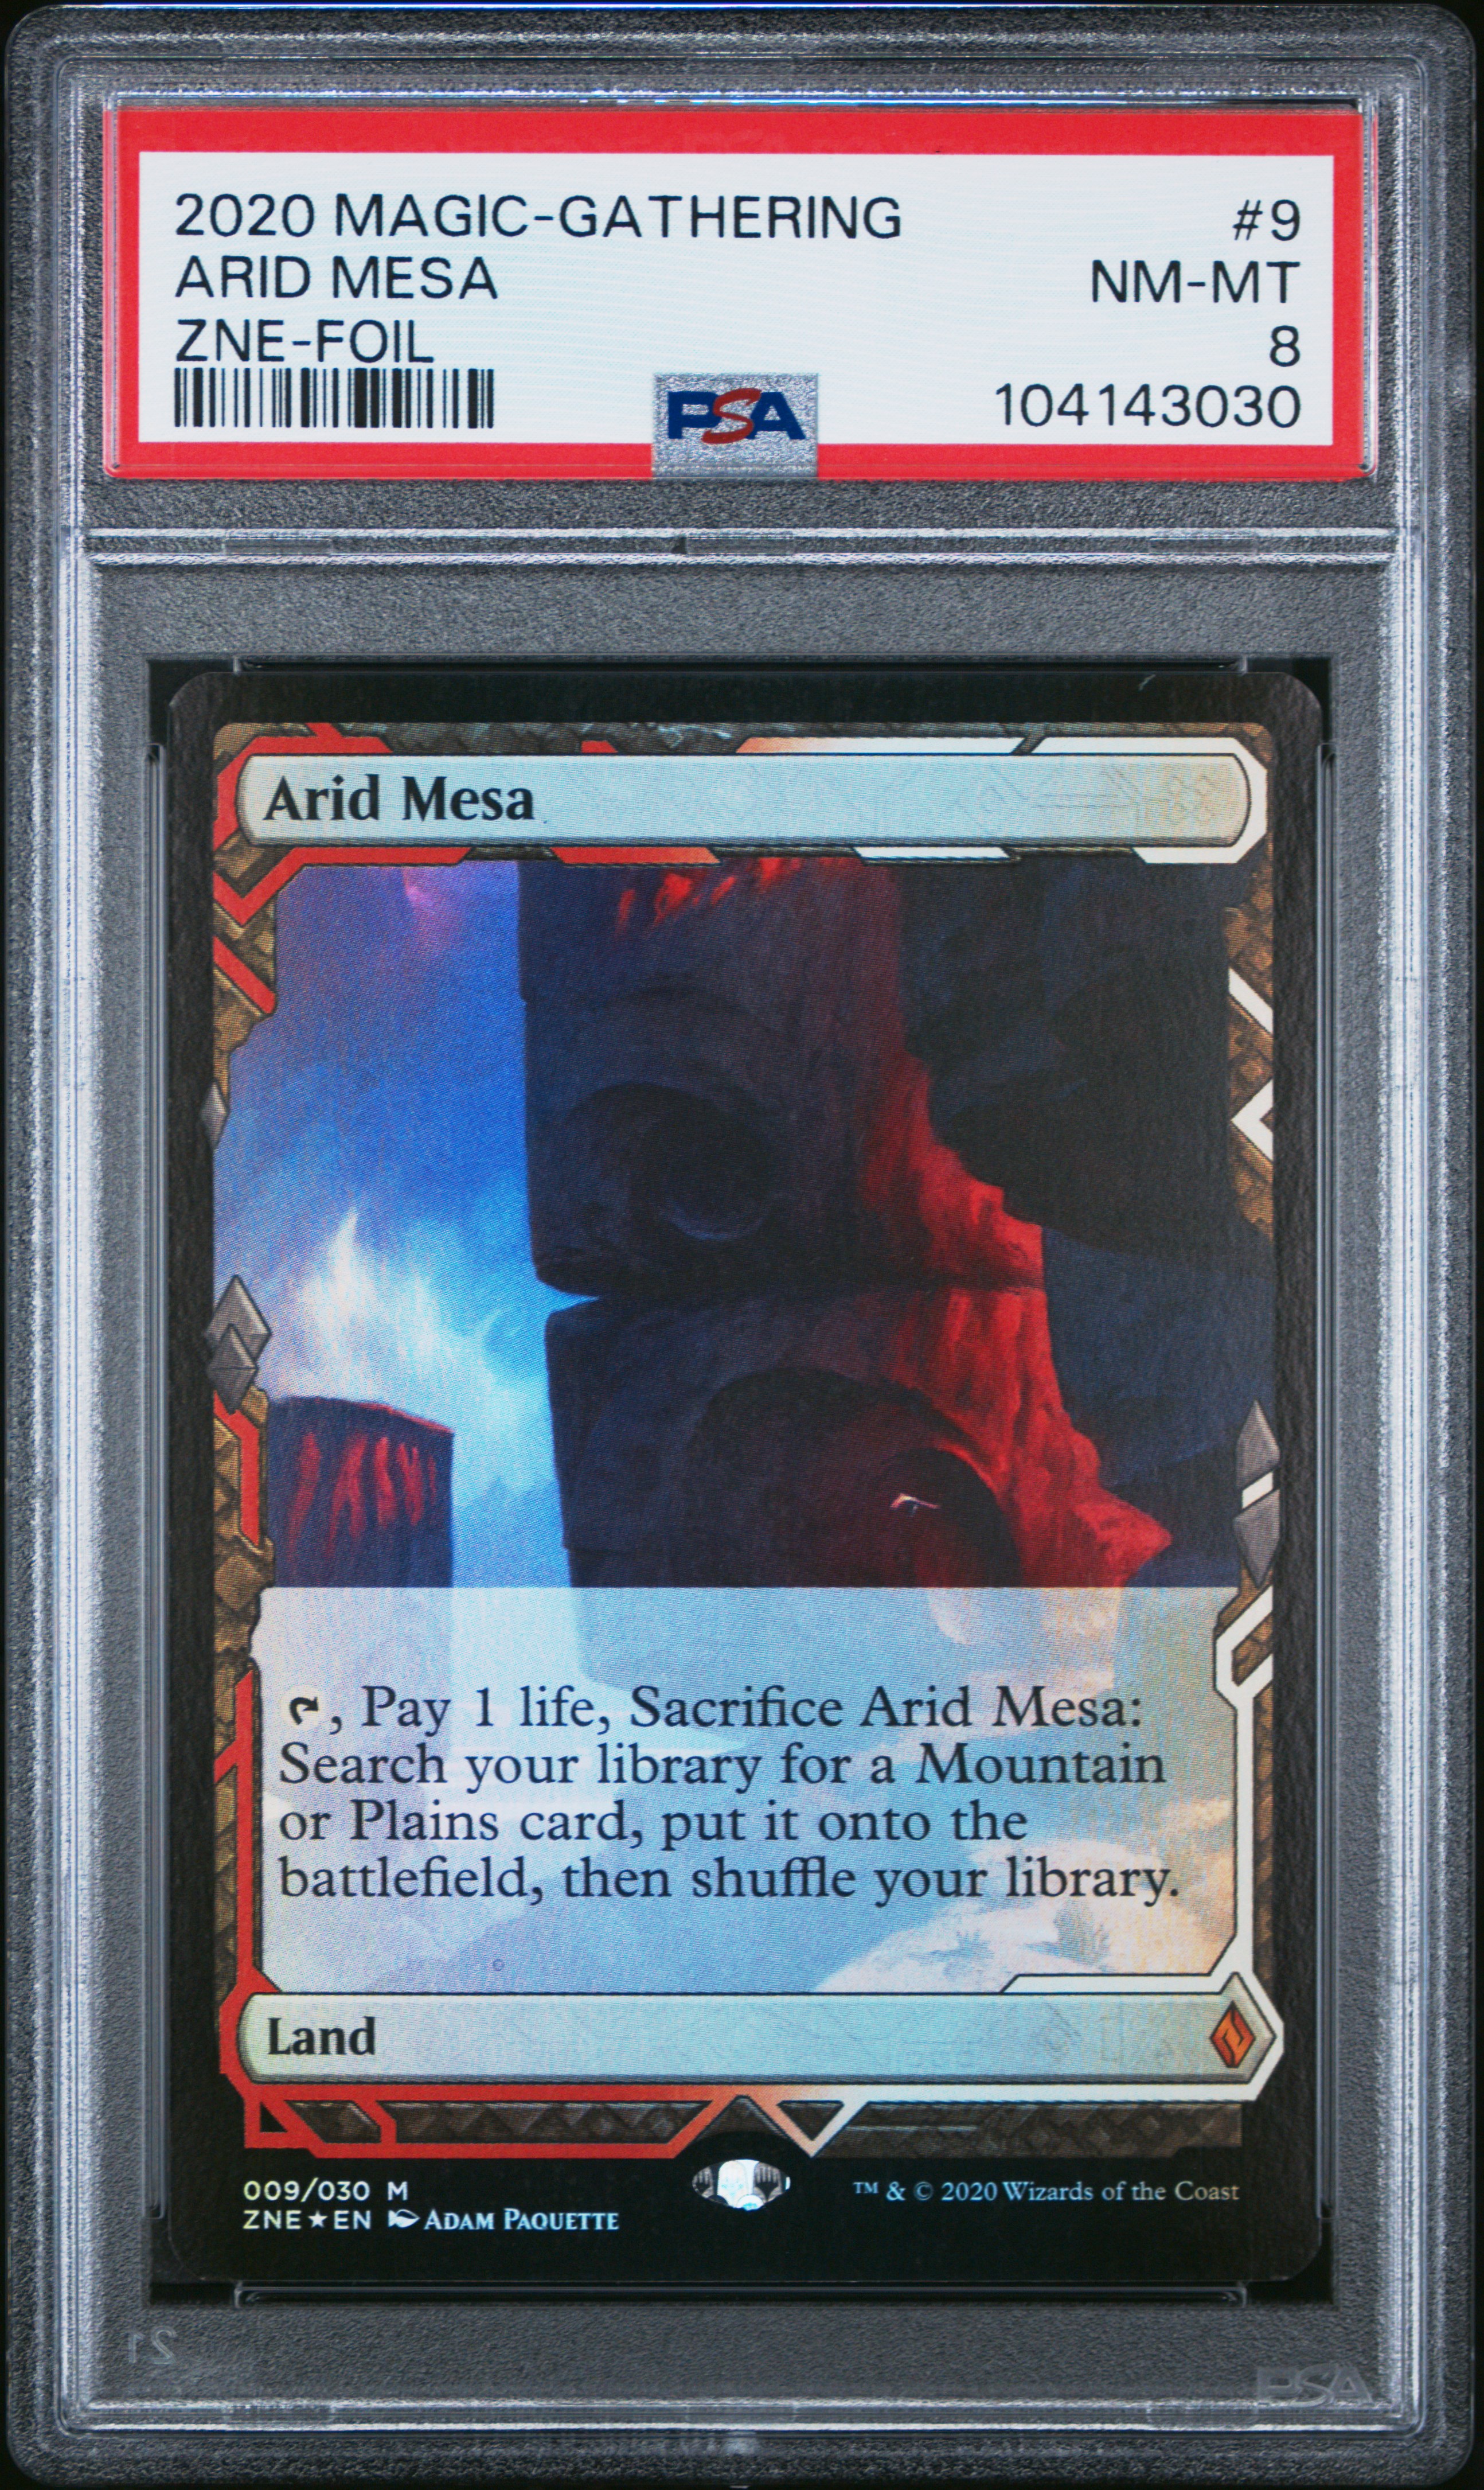 2020 MAGIC-GATHERING #9
ARID MESA NM-MT
ZNE-FOIL 8
PSA 104143030
Arid Mesa
, Pay 1 life, Sacrifice Arid Mesa:
Search your library for a Mountain
or Plains card, put it onto the
battlefield, then shuffle your library.
Land
009/030 M ™ & © 2020 Wizards of the Coast
ZNE★EN ADAM PAQUETTE
21
PSA